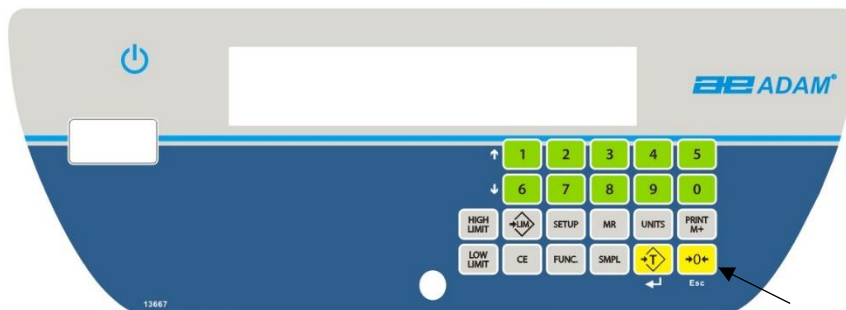 ae ADAM®
↑ 1 2 3 4 5
↓ 6 7 8 9 0
HIGH LIMIT →LIM SETUP MR UNITS PRINT M+
LOW LIMIT CE FUNC. SMPL →T →0←
Esc
13667